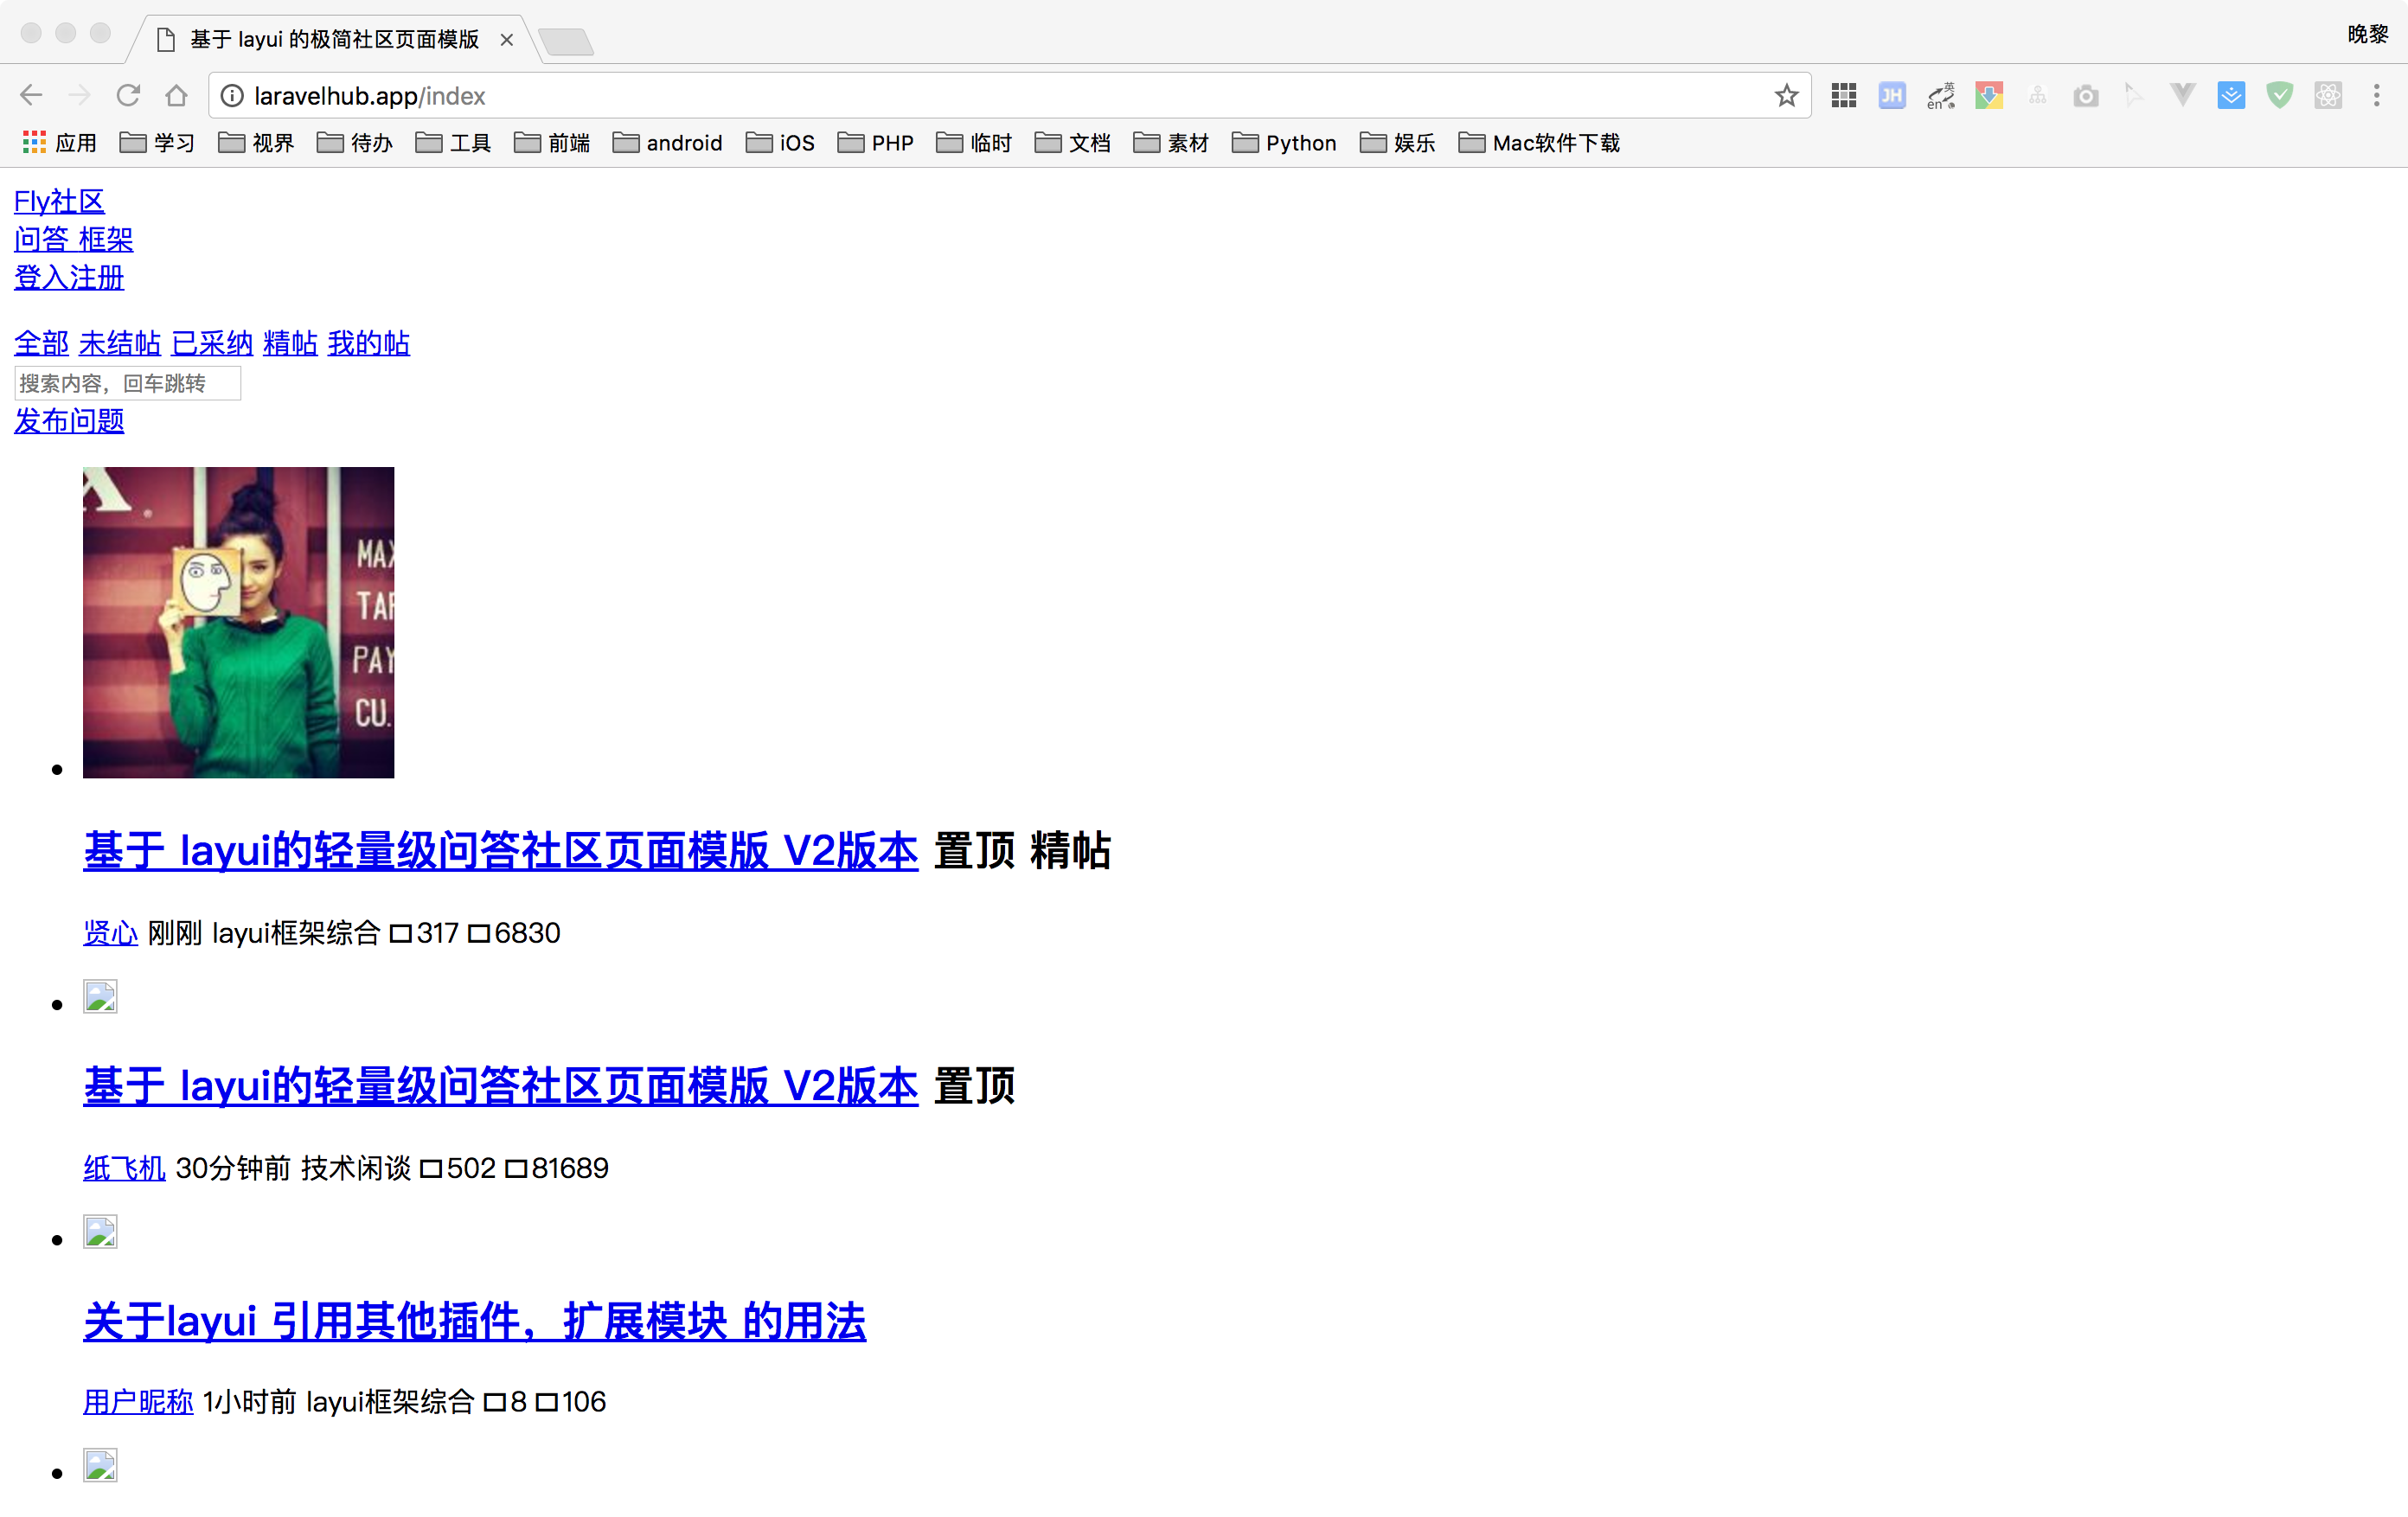 基于 layui 的极简社区页面模版
晚黎
laravelhub.app/index
JH
英
en
应用 学习 视界 待办 工具 前端 android iOS PHP 临时 文档 素材 Python 娱乐 Mac软件下载
Fly社区
问答 框架
登入注册
全部 未结帖 已采纳 精帖 我的帖
搜索内容，回车跳转
发布问题
X.
MAX
TAR
PAY
CU.
基于 layui的轻量级问答社区页面模版 V2版本 置顶 精帖
贤心 刚刚 layui框架综合 317 6830
基于 layui的轻量级问答社区页面模版 V2版本 置顶
纸飞机 30分钟前 技术闲谈 502 81689
关于layui 引用其他插件，扩展模块 的用法
用户昵称 1小时前 layui框架综合 8 106